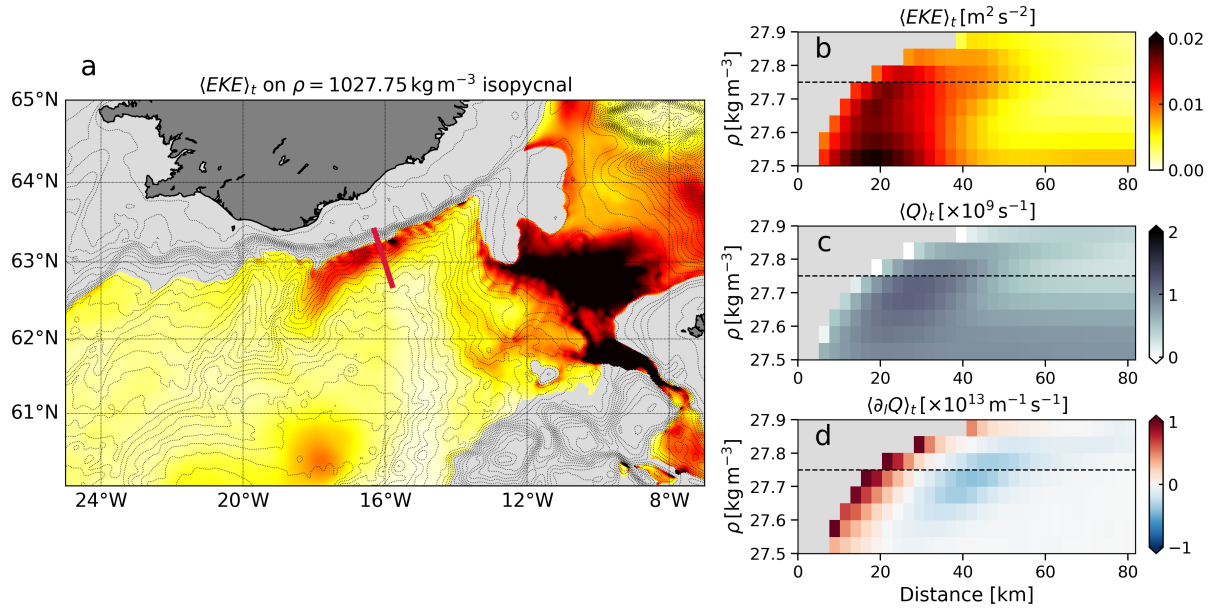 a
⟨EKE⟩t on ρ = 1027.75 kg m−3 isopycnal
65°N
64°N
63°N
62°N
61°N
24°W 20°W 16°W 12°W 8°W
⟨EKE⟩t [m2 s−2]
b
27.9
27.8
27.7
27.6
27.5
ρ [kg m−3]
0 20 40 60 80
0.02
0.01
0.00
⟨Q⟩t [×109 s−1]
c
27.9
27.8
27.7
27.6
27.5
ρ [kg m−3]
0 20 40 60 80
2
1
0
⟨∂lQ⟩t [×1013 m−1 s−1]
d
27.9
27.8
27.7
27.6
27.5
ρ [kg m−3]
0 20 40 60 80
Distance [km]
1
0
−1